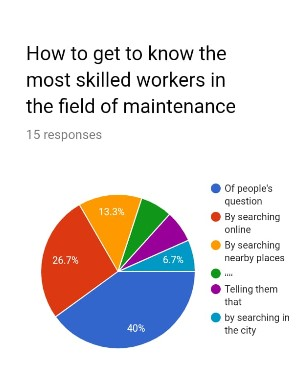 How to get to know the
most skilled workers in
the field of maintenance
15 responses
13.3%
26.7%
6.7%
40%
Of people's
question
By searching
online
By searching
nearby places
....
Telling them
that
by searching in
the city